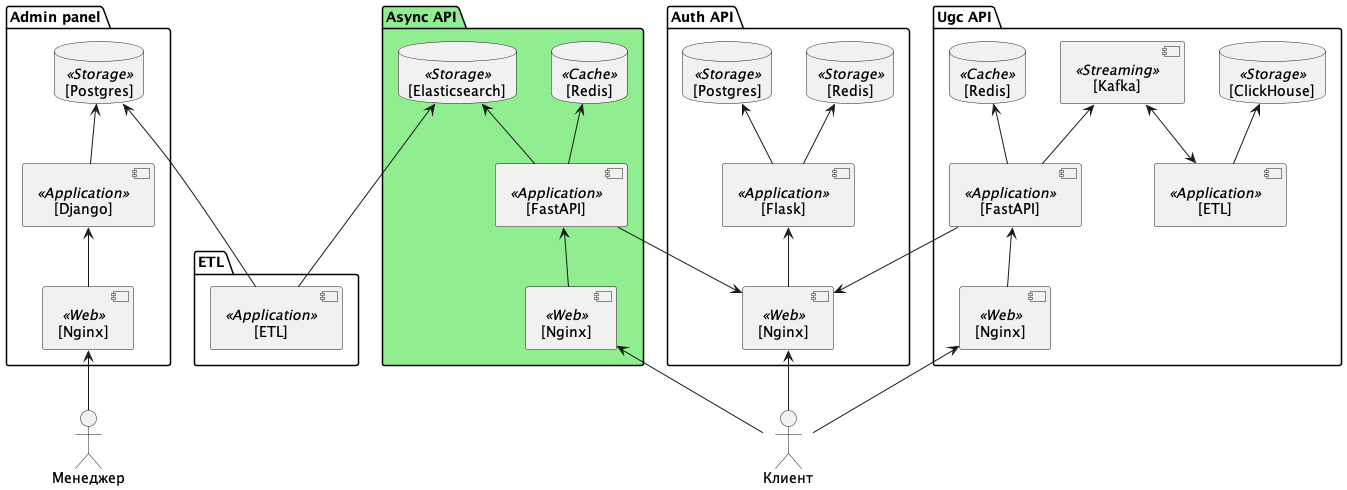 Admin panel
«Storage»
[Postgres]
«Application»
[Django]
«Web»
[Nginx]
Менеджер
ETL
«Application»
[ETL]
Async API
«Storage»
[Elasticsearch]
«Cache»
[Redis]
«Application»
[FastAPI]
«Web»
[Nginx]
Auth API
«Storage»
[Postgres]
«Storage»
[Redis]
«Application»
[Flask]
«Web»
[Nginx]
Клиент
Ugc API
«Cache»
[Redis]
«Streaming»
[Kafka]
«Storage»
[ClickHouse]
«Application»
[FastAPI]
«Application»
[ETL]
«Web»
[Nginx]